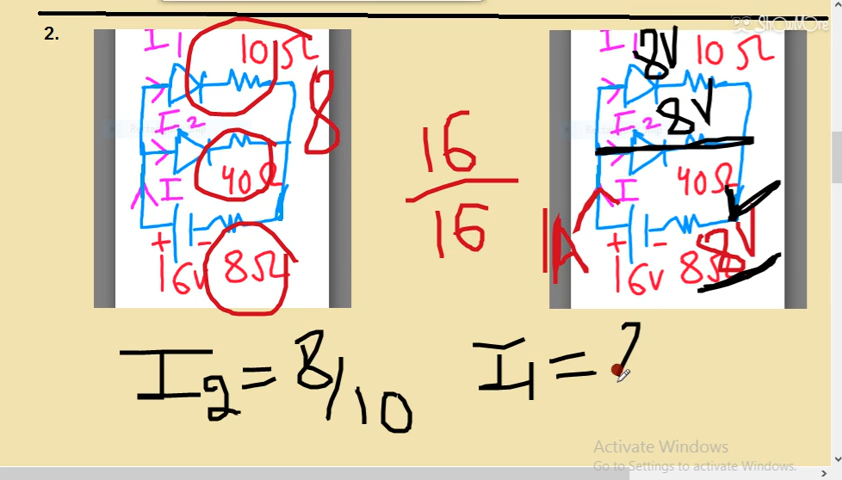 2.
I1 10Ω
I2 8
40Ω
I
+ -
16V 8Ω
16
16
I1 8V 10Ω
I2 8V
40Ω
I
1A + - 8V
16V 8Ω
I2 = 8/10 I1 = ?
Activate Windows
Go to Settings to activate Windows.